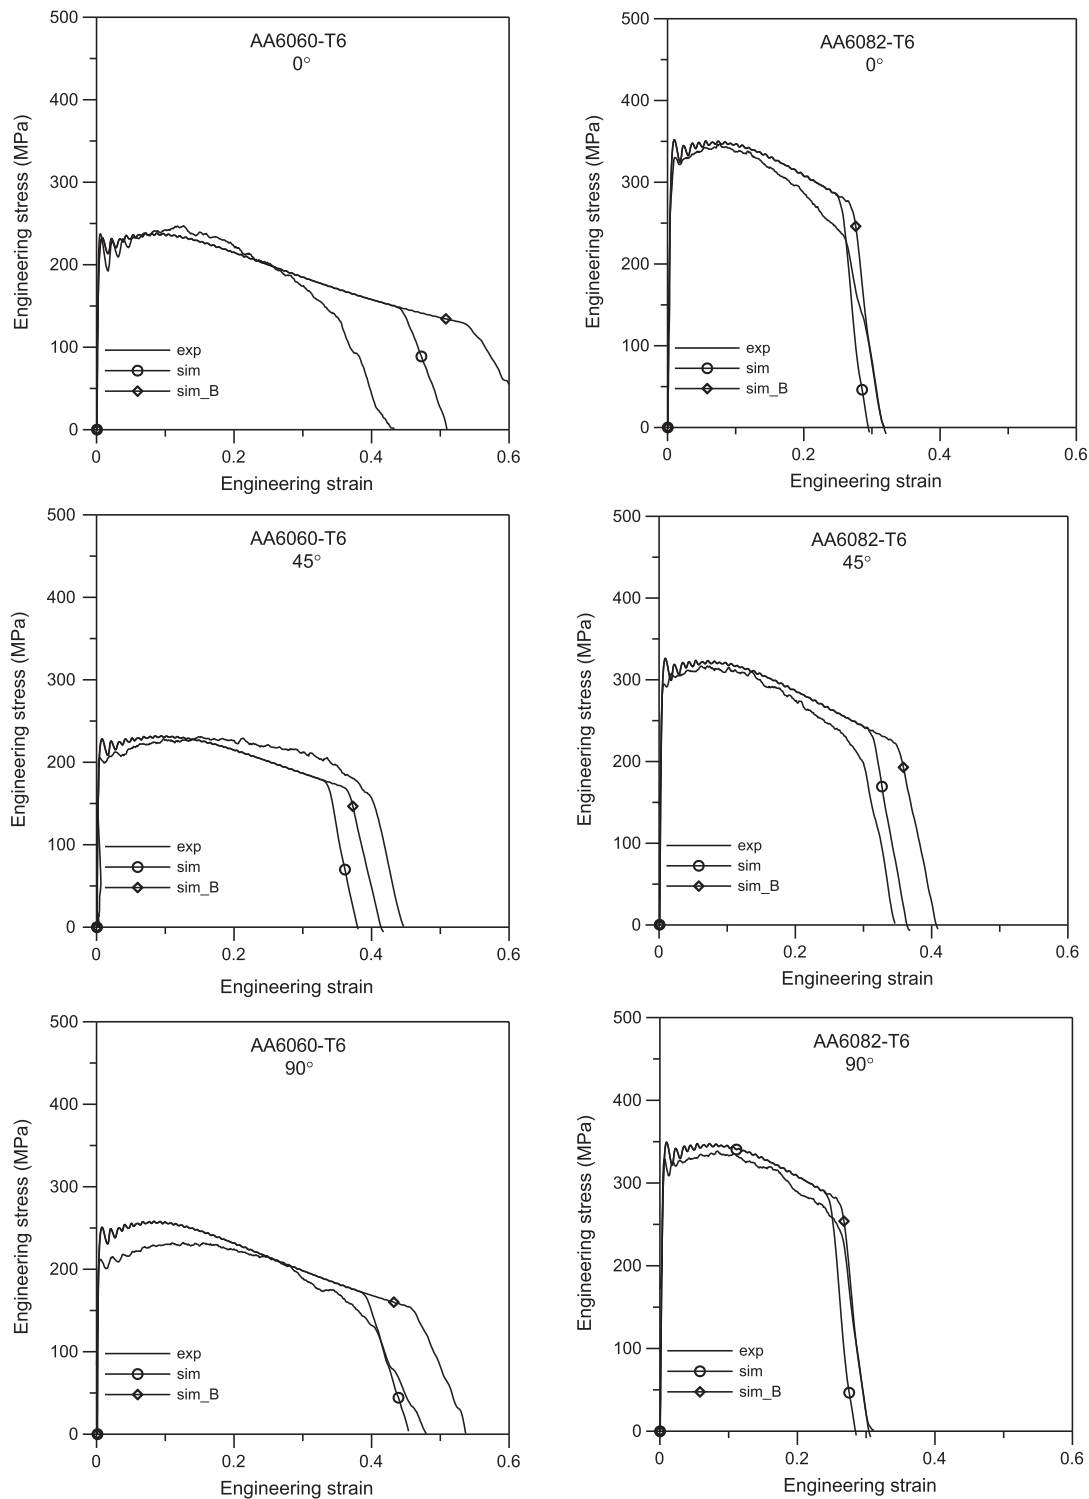 500
AA6060-T6
0°
400
Engineering stress (MPa)
300
200
100
exp
sim
sim_B
0
0 0.2 0.4 0.6
Engineering strain
500
AA6082-T6
0°
400
Engineering stress (MPa)
300
200
100
exp
sim
sim_B
0
0 0.2 0.4 0.6
Engineering strain
500
AA6060-T6
45°
400
Engineering stress (MPa)
300
200
100
exp
sim
sim_B
0
0 0.2 0.4 0.6
Engineering strain
500
AA6082-T6
45°
400
Engineering stress (MPa)
300
200
100
exp
sim
sim_B
0
0 0.2 0.4 0.6
Engineering strain
500
AA6060-T6
90°
400
Engineering stress (MPa)
300
200
100
exp
sim
sim_B
0
0 0.2 0.4 0.6
Engineering strain
500
AA6082-T6
90°
400
Engineering stress (MPa)
300
200
100
exp
sim
sim_B
0
0 0.2 0.4 0.6
Engineering strain